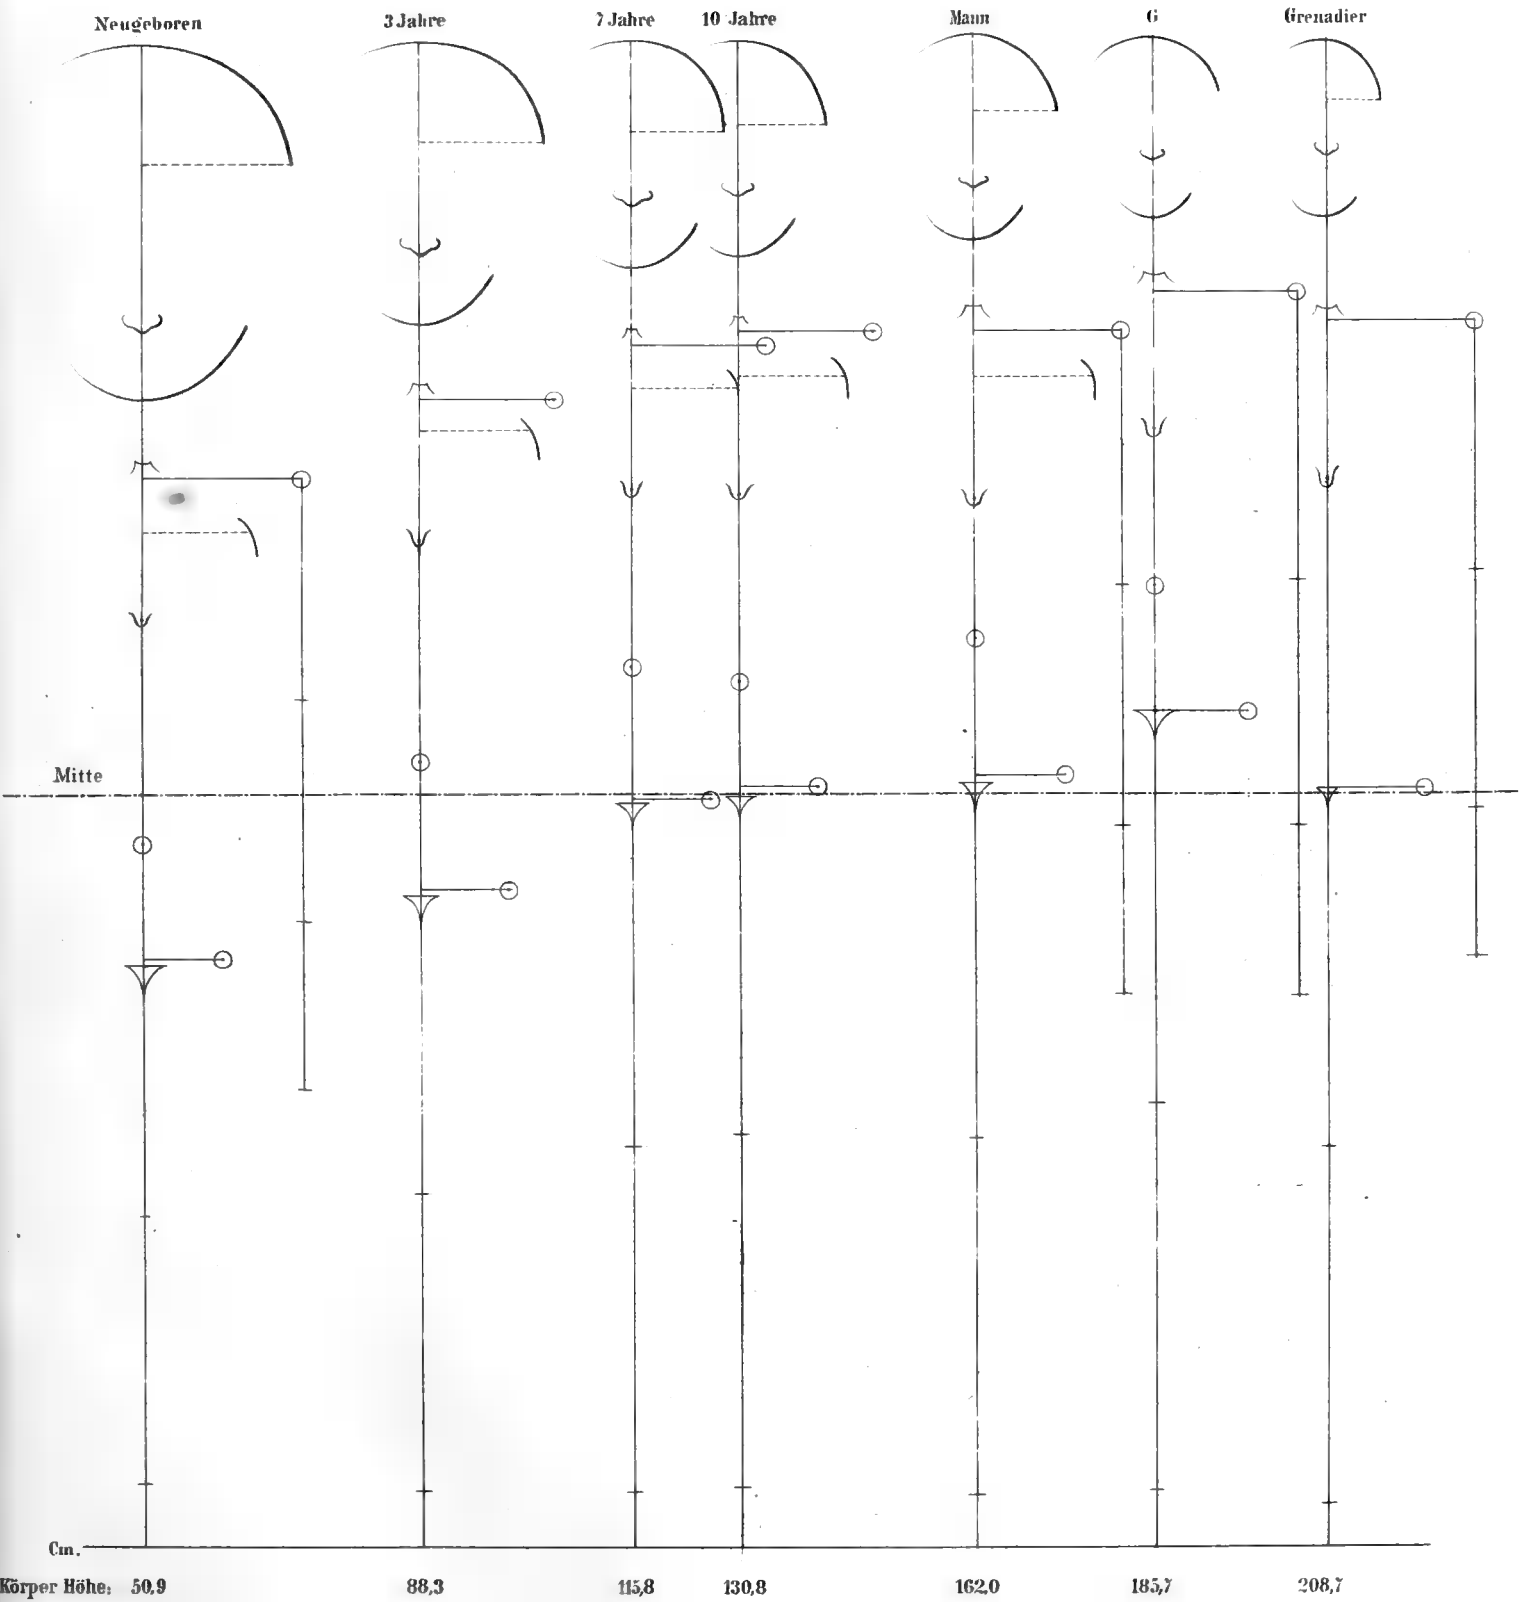 Neugeboren 3 Jahre 7 Jahre 10 Jahre Mann G Grenadier
Mitte
Cm.
Körper Höhe: 50,9 88,3 115,8 130,8 162,0 185,7 208,7